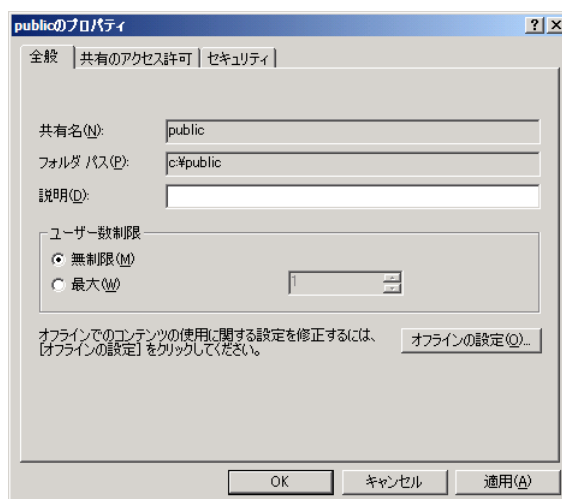 publicのプロパティ
全般 共有のアクセス許可 セキュリティ
共有名(N): public
フォルダ パス(P): c:¥public
説明(D):
ユーザー数制限
無制限(M)
最大(W) 1
オフラインでのコンテンツの使用に関する設定を修正するには、
[オフラインの設定] をクリックしてください。 オフラインの設定(O)...
OK キャンセル 適用(A)